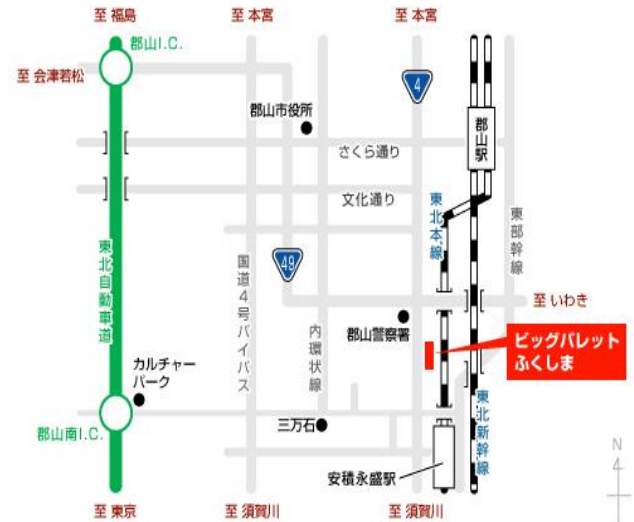 至 福島
至 本宮
至 本宮
郡山I.C.
至 会津若松
4
郡山市役所
郡山駅
さくら通り
文化通り
東北本線
東部幹線
東北自動車道
国道4号バイパス
49
内環状線
至 いわき
郡山警察署
ビッグパレット
ふくしま
カルチャー
パーク
三万石
東北新幹線
郡山南I.C.
安積永盛駅
至 東京
至 須賀川
至 須賀川
N
4